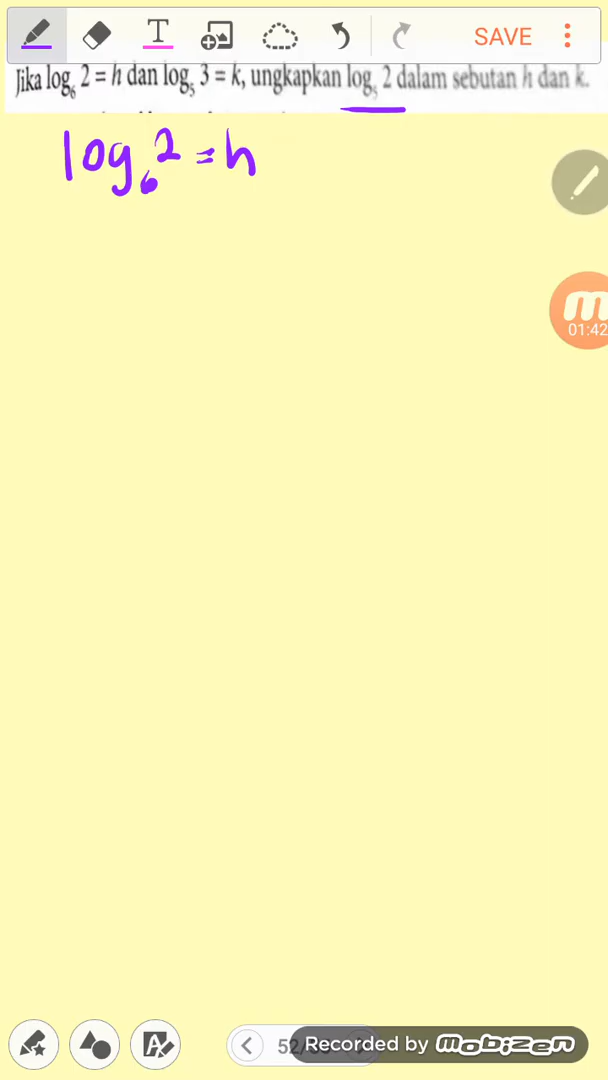 T
SAVE
Jika log₆ 2 = h dan log₅ 3 = k, ungkapkan log₅ 2 dalam sebutan h dan k.
log₆ 2 = h
01:42
Recorded by mobizen